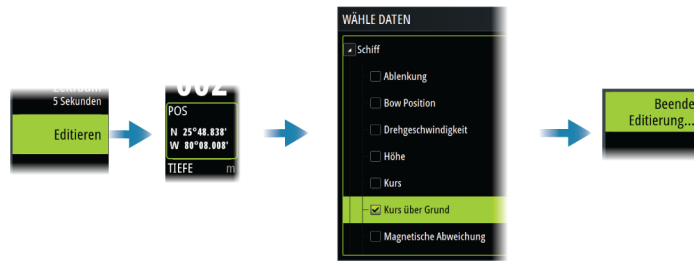 5 Sekunden
Editieren
002
POS
N 25°48.838'
W 80°08.008'
TIEFE m
WÄHLE DATEN
Schiff
Ablenkung
Bow Position
Drehgeschwindigkeit
Höhe
Kurs
Kurs über Grund
Magnetische Abweichung
Editierung...